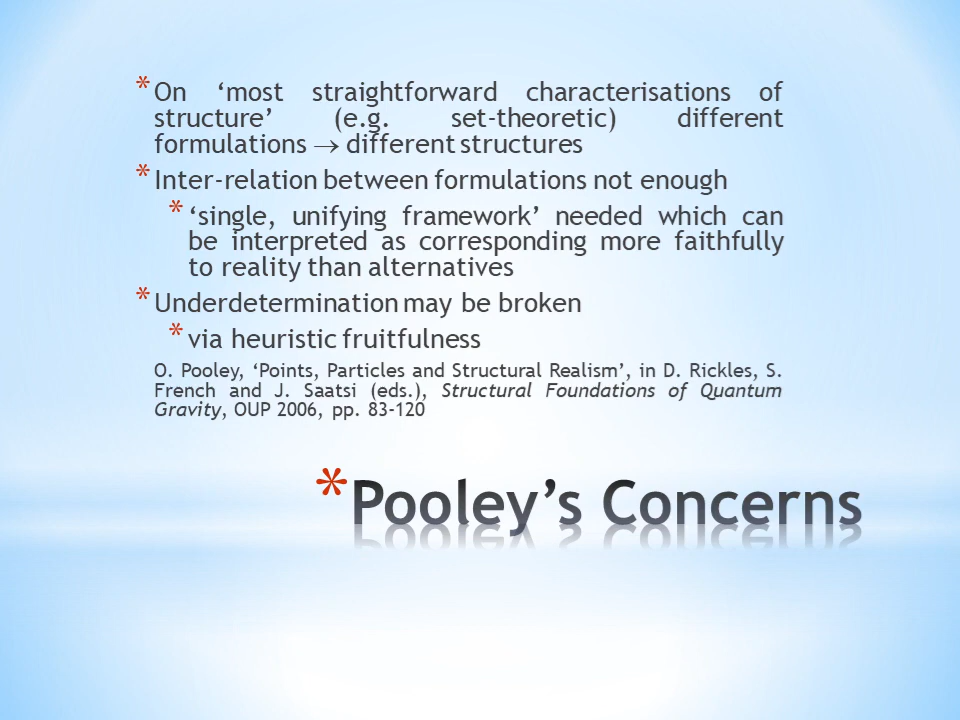 * On ‘most straightforward characterisations of
structure’ (e.g. set-theoretic) different
formulations → different structures
* Inter-relation between formulations not enough
* ‘single, unifying framework’ needed which can
be interpreted as corresponding more faithfully
to reality than alternatives
* Underdetermination may be broken
* via heuristic fruitfulness
O. Pooley, ‘Points, Particles and Structural Realism’, in D. Rickles, S.
French and J. Saatsi (eds.), Structural Foundations of Quantum
Gravity, OUP 2006, pp. 83-120
* Pooley’s Concerns